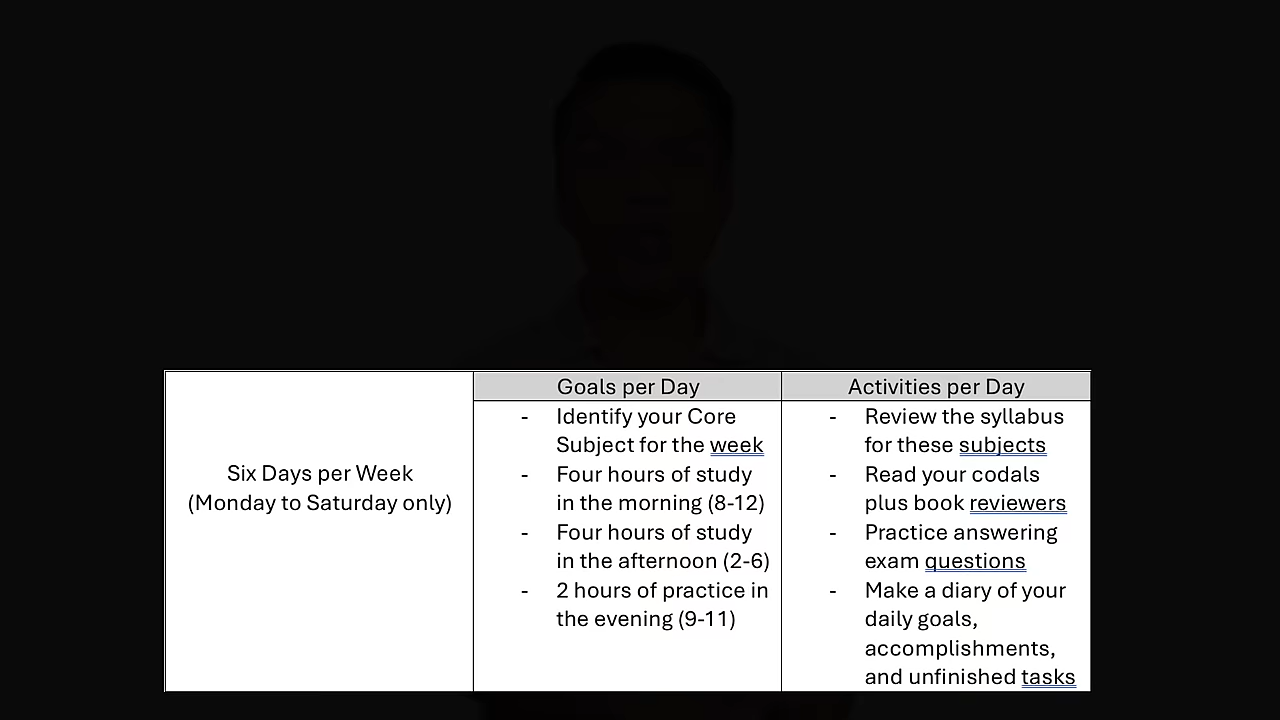 Goals per Day
Activities per Day
Six Days per Week
(Monday to Saturday only)
- Identify your Core
Subject for the week
- Four hours of study
in the morning (8-12)
- Four hours of study
in the afternoon (2-6)
- 2 hours of practice in
the evening (9-11)
- Review the syllabus
for these subjects
- Read your codals
plus book reviewers
- Practice answering
exam questions
- Make a diary of your
daily goals,
accomplishments,
and unfinished tasks